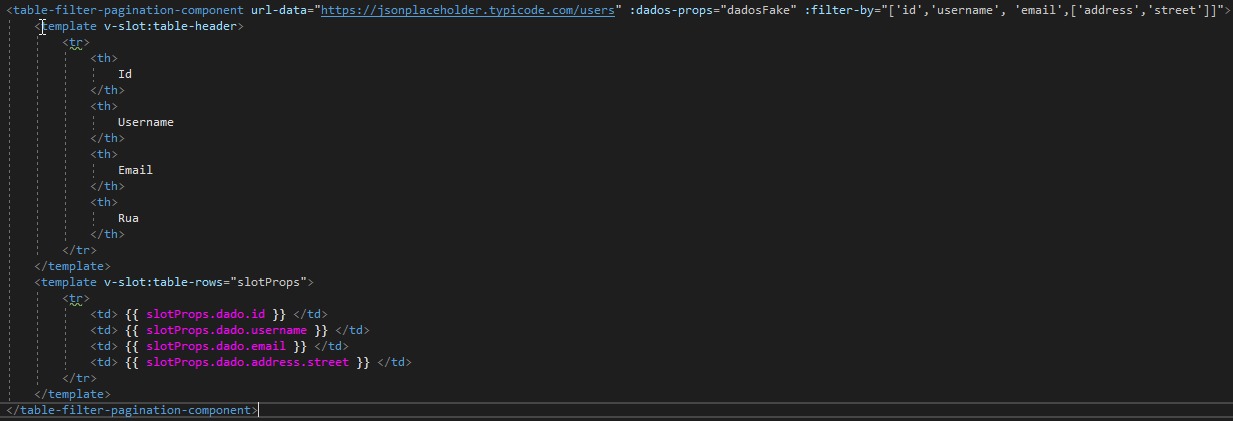 <table-filter-pagination-component url-data="https://jsonplaceholder.typicode.com/users" :dados-props="dadosFake" :filter-by="['id','username', 'email',['address','street']]">
<template v-slot:table-header>
<tr>
<th>
Id
</th>
<th>
Username
</th>
<th>
Email
</th>
<th>
Rua
</th>
</tr>
</template>
<template v-slot:table-rows="slotProps">
<tr>
<td> {{ slotProps.dado.id }} </td>
<td> {{ slotProps.dado.username }} </td>
<td> {{ slotProps.dado.email }} </td>
<td> {{ slotProps.dado.address.street }} </td>
</tr>
</template>
</table-filter-pagination-component>